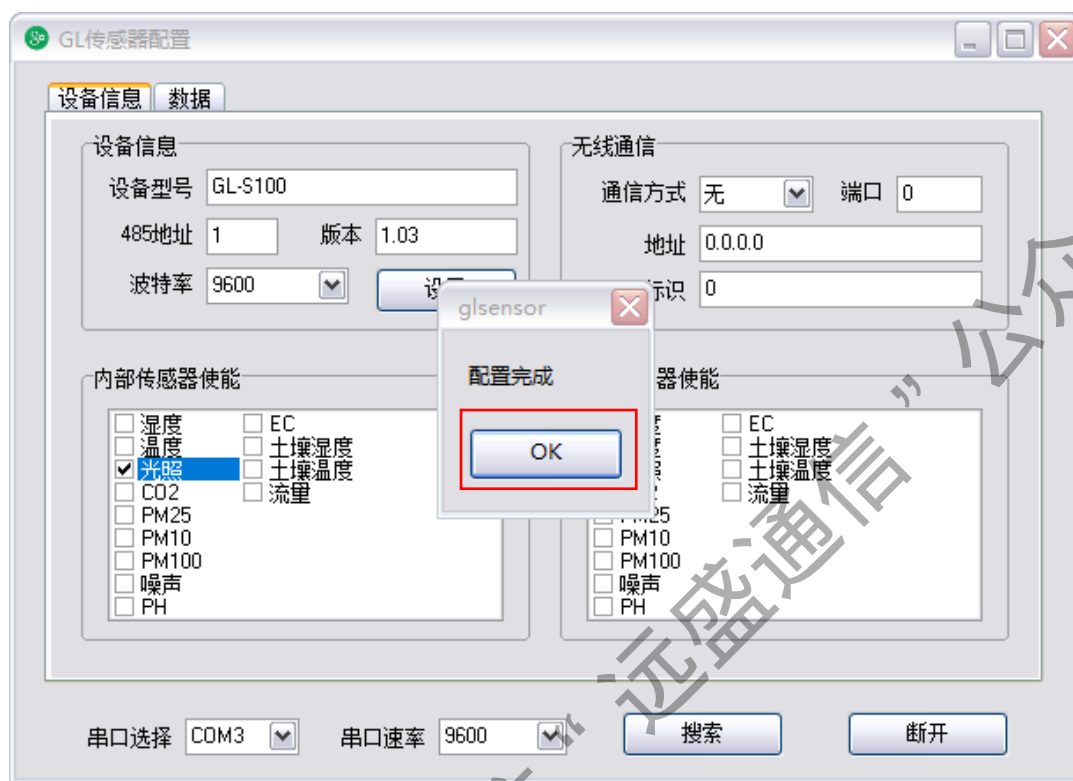 GL传感器配置
设备信息 数据
设备信息
设备型号 GL-S100
485地址 1 版本 1.03
波特率 9600
无线通信
通信方式 无 端口 0
地址 0.0.0.0
标识 0
glsensor
配置完成
OK
内部传感器使能
湿度 EC
温度 土壤湿度
光照 土壤温度
CO2 流量
PM25
PM10
PM100
噪声
PH
器使能
EC
土壤湿度
土壤温度
流量
PM10
PM100
噪声
PH
串口选择 COM3 串口速率 9600 搜索 断开
“远盛通信”公众